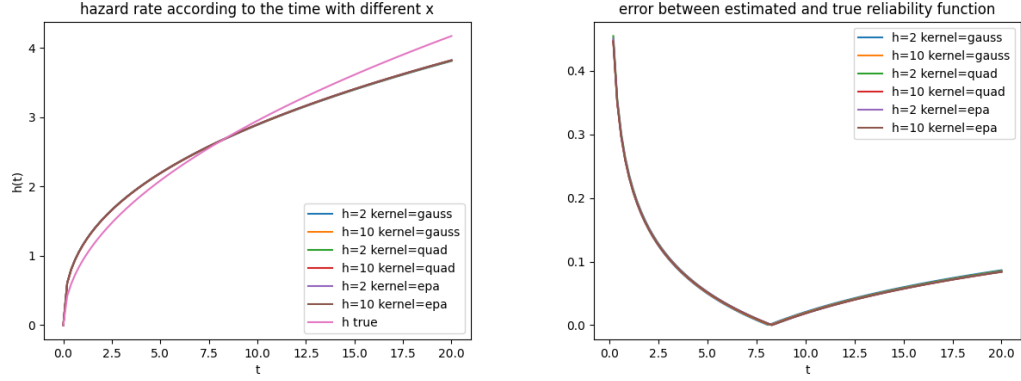 hazard rate according to the time with different x
h(t)
4
3
2
1
0
h=2 kernel=gauss
h=10 kernel=gauss
h=2 kernel=quad
h=10 kernel=quad
h=2 kernel=epa
h=10 kernel=epa
h true
0.0 2.5 5.0 7.5 10.0 12.5 15.0 17.5 20.0
t
error between estimated and true reliability function
0.4
0.3
0.2
0.1
0.0
h=2 kernel=gauss
h=10 kernel=gauss
h=2 kernel=quad
h=10 kernel=quad
h=2 kernel=epa
h=10 kernel=epa
0.0 2.5 5.0 7.5 10.0 12.5 15.0 17.5 20.0
t